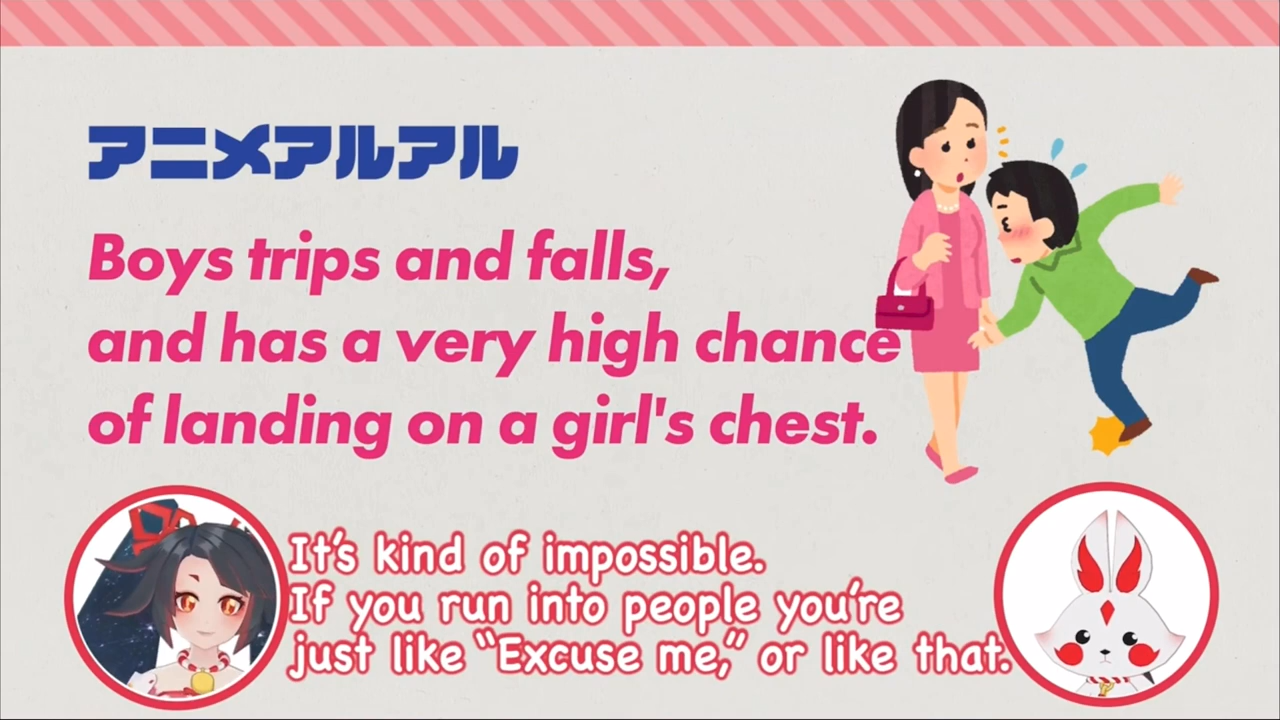 アニメアルアル
Boys trips and falls,
and has a very high chance
of landing on a girl's chest.
It's kind of impossible.
If you run into people you're
just like “Excuse me,” or like that.